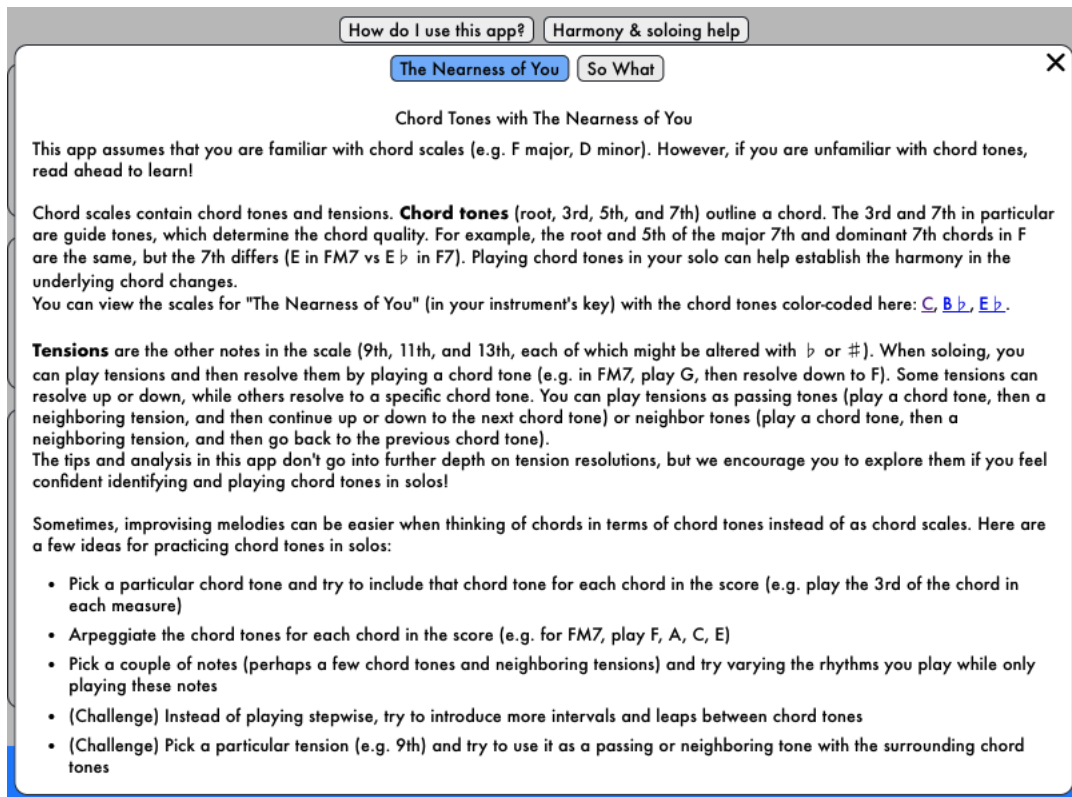 How do I use this app? Harmony & soloing help
The Nearness of You So What ×
Chord Tones with The Nearness of You
This app assumes that you are familiar with chord scales (e.g. F major, D minor). However, if you are unfamiliar with chord tones,
read ahead to learn!
Chord scales contain chord tones and tensions. Chord tones (root, 3rd, 5th, and 7th) outline a chord. The 3rd and 7th in particular
are guide tones, which determine the chord quality. For example, the root and 5th of the major 7th and dominant 7th chords in F
are the same, but the 7th differs (E in FM7 vs E♭ in F7). Playing chord tones in your solo can help establish the harmony in the
underlying chord changes.
You can view the scales for "The Nearness of You" (in your instrument's key) with the chord tones color-coded here: C, B♭, E♭.
Tensions are the other notes in the scale (9th, 11th, and 13th, each of which might be altered with ♭ or #). When soloing, you
can play tensions and then resolve them by playing a chord tone (e.g. in FM7, play G, then resolve down to F). Some tensions can
resolve up or down, while others resolve to a specific chord tone. You can play tensions as passing tones (play a chord tone, then a
neighboring tension, and then continue up or down to the next chord tone) or neighbor tones (play a chord tone, then a
neighboring tension, and then go back to the previous chord tone).
The tips and analysis in this app don't go into further depth on tension resolutions, but we encourage you to explore them if you feel
confident identifying and playing chord tones in solos!
Sometimes, improvising melodies can be easier when thinking of chords in terms of chord tones instead of as chord scales. Here are
a few ideas for practicing chord tones in solos:
• Pick a particular chord tone and try to include that chord tone for each chord in the score (e.g. play the 3rd of the chord in
each measure)
• Arpeggiate the chord tones for each chord in the score (e.g. for FM7, play F, A, C, E)
• Pick a couple of notes (perhaps a few chord tones and neighboring tensions) and try varying the rhythms you play while only
playing these notes
• (Challenge) Instead of playing stepwise, try to introduce more intervals and leaps between chord tones
• (Challenge) Pick a particular tension (e.g. 9th) and try to use it as a passing or neighboring tone with the surrounding chord
tones